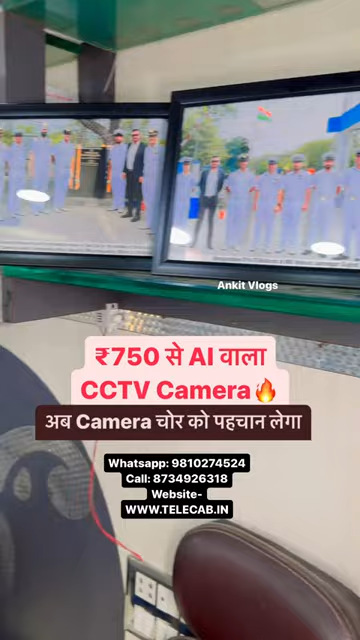 Ankit Vlogs
₹750 से AI वाला
CCTV Camera🔥
अब Camera चोर को पहचान लेगा
Whatsapp: 9810274524
Call: 8734926318
Website-
WWW.TELECAB.IN